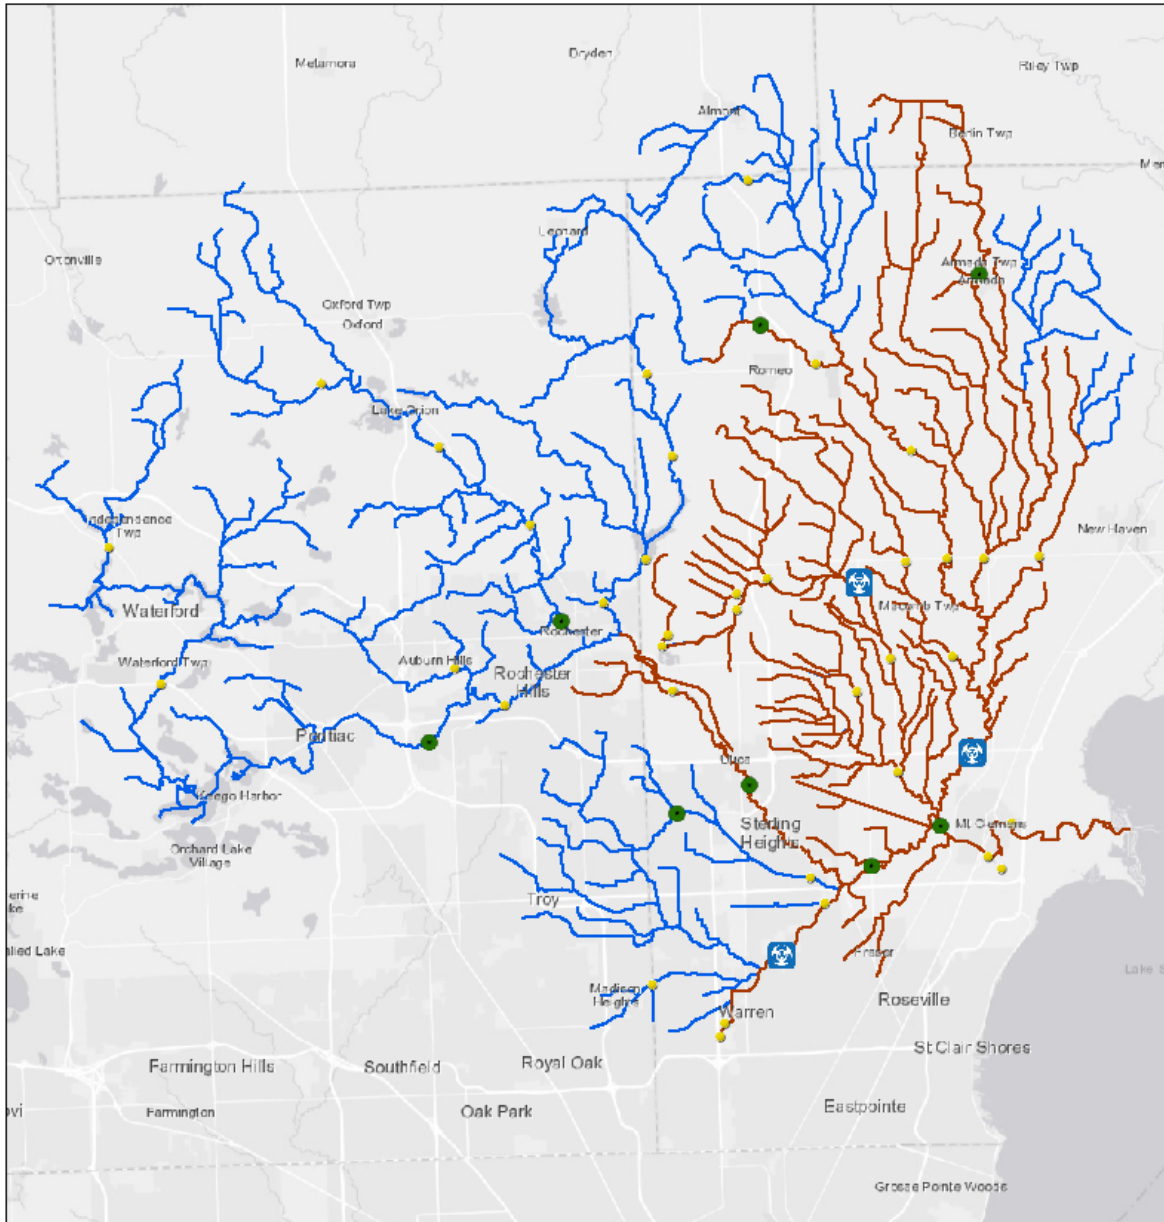 Dryden
Metamora
Riley Twp
Almont
Berlin Twp
Leonard
Ortonville
Armada Twp
Armada
Oxford Twp
Oxford
Romeo
Lake Orion
Independence
Twp
New Haven
Waterford
Macomb Twp
Rochester
Waterford Twp
Auburn Hills
Rochester
Hills
Pontiac
Utica
Keego Harbor
Sterling
Heights
Mt Clemens
Orchard Lake
Village
Troy
Fraser
alled Lake
Madison
Heights
Roseville
Warren
St Clair Shores
Royal Oak
Farmington Hills
Southfield
Eastpointe
Farmington
Oak Park
ovi
Grosse Pointe Woods